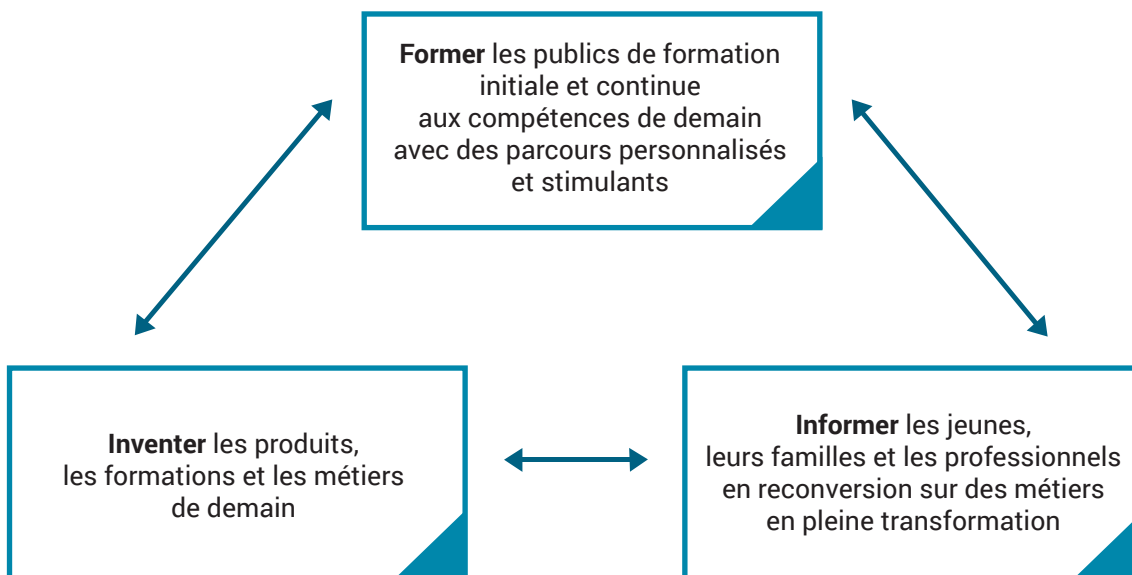 Former les publics de formation
initiale et continue
aux compétences de demain
avec des parcours personnalisés
et stimulants
Inventer les produits,
les formations et les métiers
de demain
Informer les jeunes,
leurs familles et les professionnels
en reconversion sur des métiers
en pleine transformation